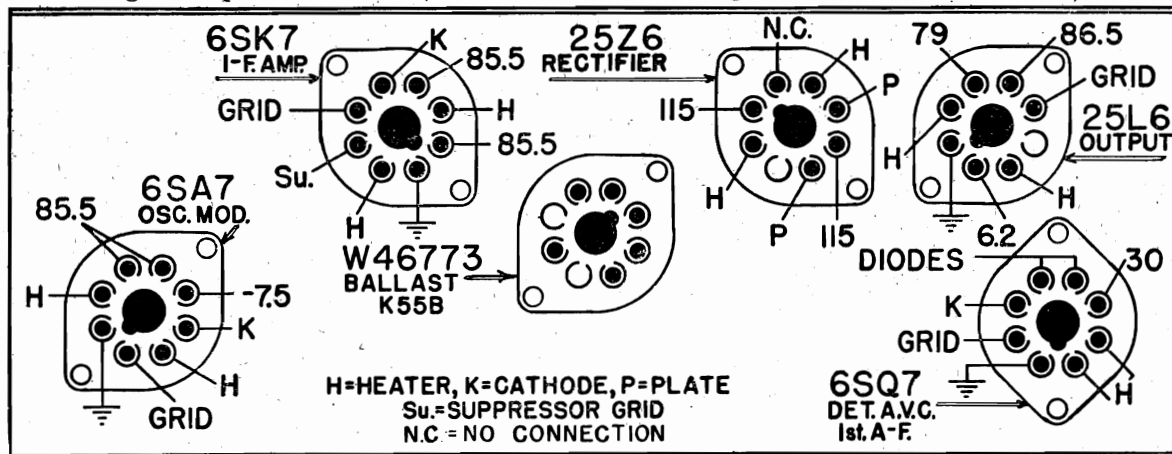 6SK7
I-F. AMP.
K
85.5
GRID
H
85.5
Su.
H
25Z6
RECTIFIER
N.C.
H
P
115
H
P
115
79
86.5
GRID
25L6
OUTPUT
H
6.2
H
6SA7
OSC. MOD.
85.5
H
-7.5
K
H
GRID
W46773
BALLAST
K55B
DIODES
30
K
GRID
H
6SQ7
DET. A.V.C.
1st. A-F.
H=HEATER, K=CATHODE, P=PLATE
Su.=SUPPRESSOR GRID
N.C = NO CONNECTION